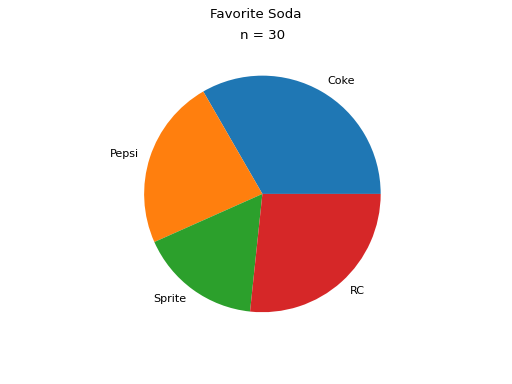 Favorite Soda
n = 30
Coke
Pepsi
Sprite
RC